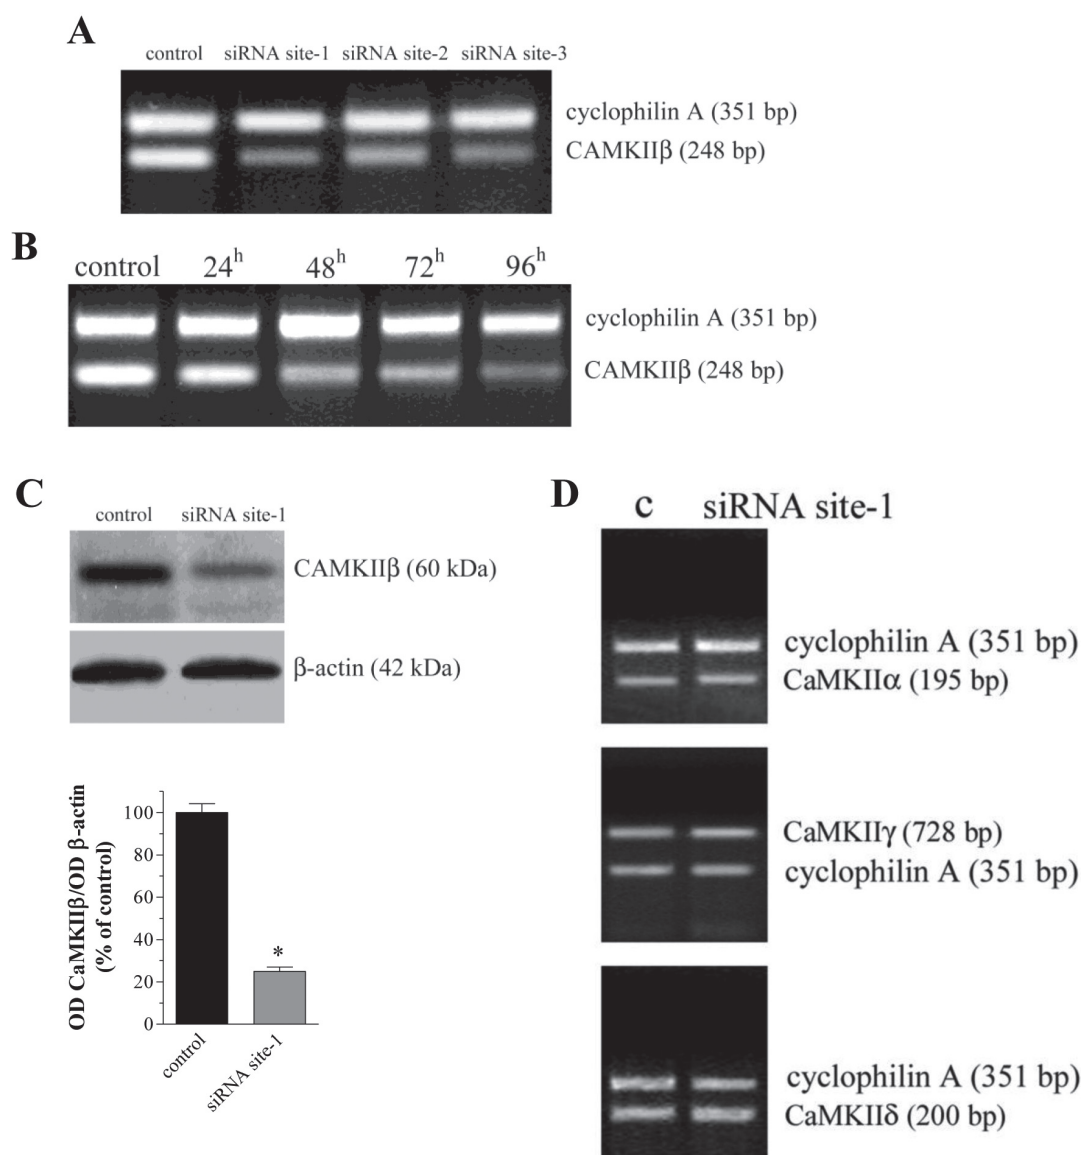 A
control siRNA site-1 siRNA site-2 siRNA site-3
cyclophilin A (351 bp)
CAMKIIβ (248 bp)
B
control 24h 48h 72h 96h
cyclophilin A (351 bp)
CAMKIIβ (248 bp)
C
control siRNA site-1
CAMKIIβ (60 kDa)
β-actin (42 kDa)
OD CaMKIIβ/OD β-actin
(% of control)
100
80
60
40
20
0
*
control
siRNA site-1
D
c siRNA site-1
cyclophilin A (351 bp)
CaMKIIα (195 bp)
CaMKIIγ (728 bp)
cyclophilin A (351 bp)
cyclophilin A (351 bp)
CaMKIIδ (200 bp)